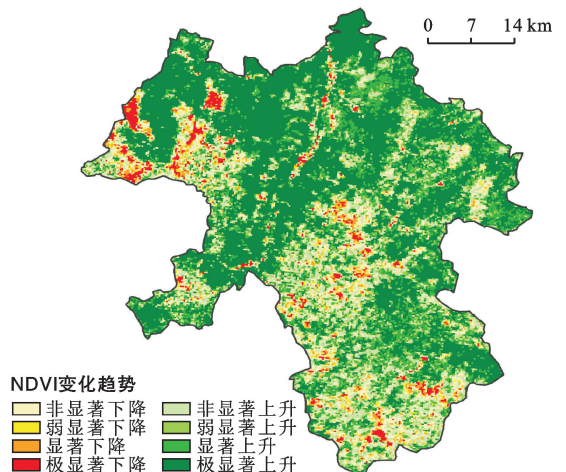 0 7 14 km
NDVI变化趋势
非显著下降 非显著上升
弱显著下降 弱显著上升
显著下降 显著上升
极显著下降 极显著上升